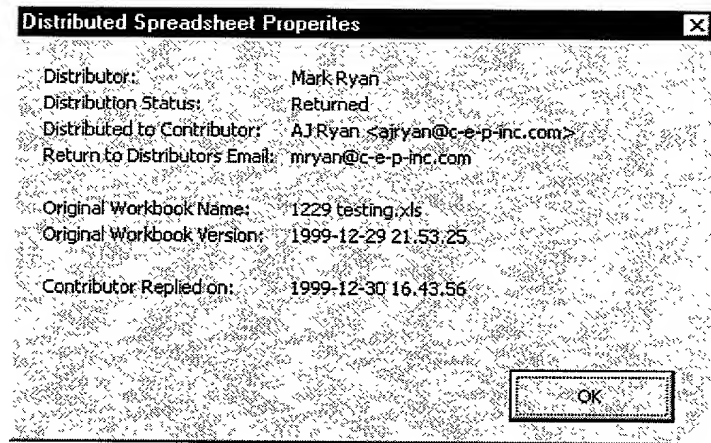 Distributed Spreadsheet Properites
Distributor: Mark Ryan
Distribution Status: Returned
Distributed to Contributor: AJ Ryan <ajryan@c-e-p-inc.com>
Return to Distributors Email: mryan@c-e-p-inc.com
Original Workbook Name: 1229 testing.xls
Original Workbook Version: 1999-12-29 21.53.25
Contributor Replied on: 1999-12-30 16.43.56
OK